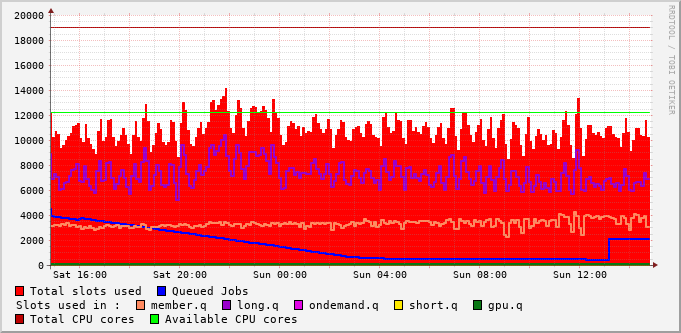 20000
18000
16000
14000
12000
10000
8000
6000
4000
2000
0
Sat 16:00 Sat 20:00 Sun 00:00 Sun 04:00 Sun 08:00 Sun 12:00
Total slots used Queued Jobs
Slots used in : member.q long.q ondemand.q short.q gpu.q
Total CPU cores Available CPU cores
RRDTOOL / TOBI OETIKER